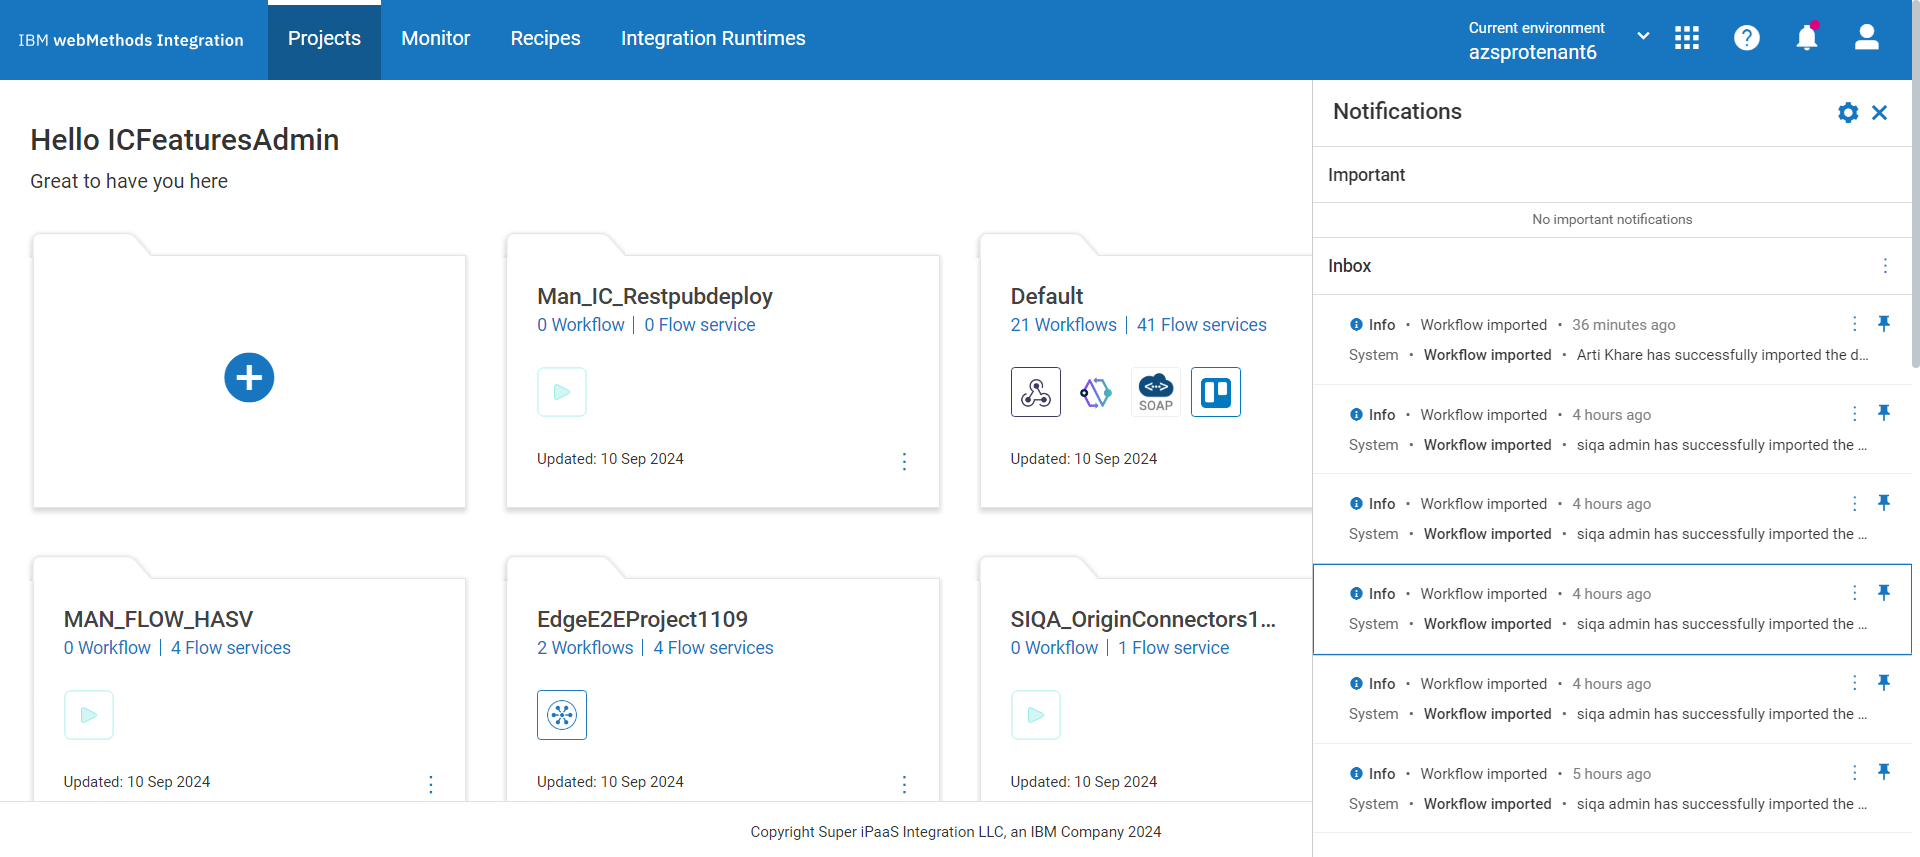 IBM webMethods Integration
Projects
Monitor
Recipes
Integration Runtimes
Current environment
azsprotenant6
Hello ICFeaturesAdmin
Great to have you here
Man_IC_Restpubdeploy
0 Workflow | 0 Flow service
Updated: 10 Sep 2024
Default
21 Workflows | 41 Flow services
SOAP
Updated: 10 Sep 2024
MAN_FLOW_HASV
0 Workflow | 4 Flow services
Updated: 10 Sep 2024
EdgeE2EProject1109
2 Workflows | 4 Flow services
Updated: 10 Sep 2024
SIQA_OriginConnectors1...
0 Workflow | 1 Flow service
Updated: 10 Sep 2024
Notifications
Important
No important notifications
Inbox
Info • Workflow imported • 36 minutes ago
System • Workflow imported • Arti Khare has successfully imported the d...
Info • Workflow imported • 4 hours ago
System • Workflow imported • siqa admin has successfully imported the ...
Info • Workflow imported • 4 hours ago
System • Workflow imported • siqa admin has successfully imported the ...
Info • Workflow imported • 4 hours ago
System • Workflow imported • siqa admin has successfully imported the ...
Info • Workflow imported • 4 hours ago
System • Workflow imported • siqa admin has successfully imported the ...
Info • Workflow imported • 5 hours ago
System • Workflow imported • siqa admin has successfully imported the ...
Copyright Super iPaaS Integration LLC, an IBM Company 2024